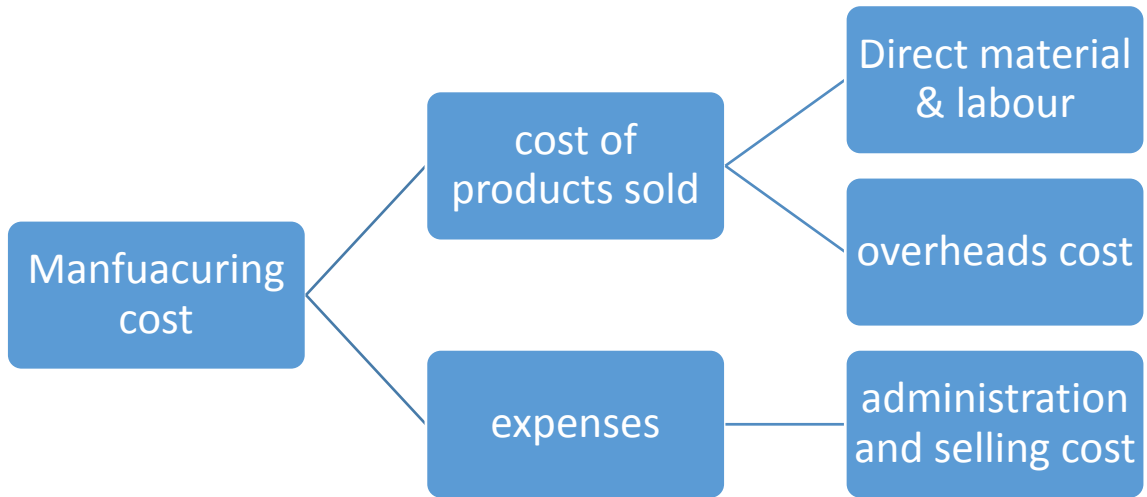 Manfuacuring
cost
cost of
products sold
Direct material
& labour
overheads cost
expenses
administration
and selling cost